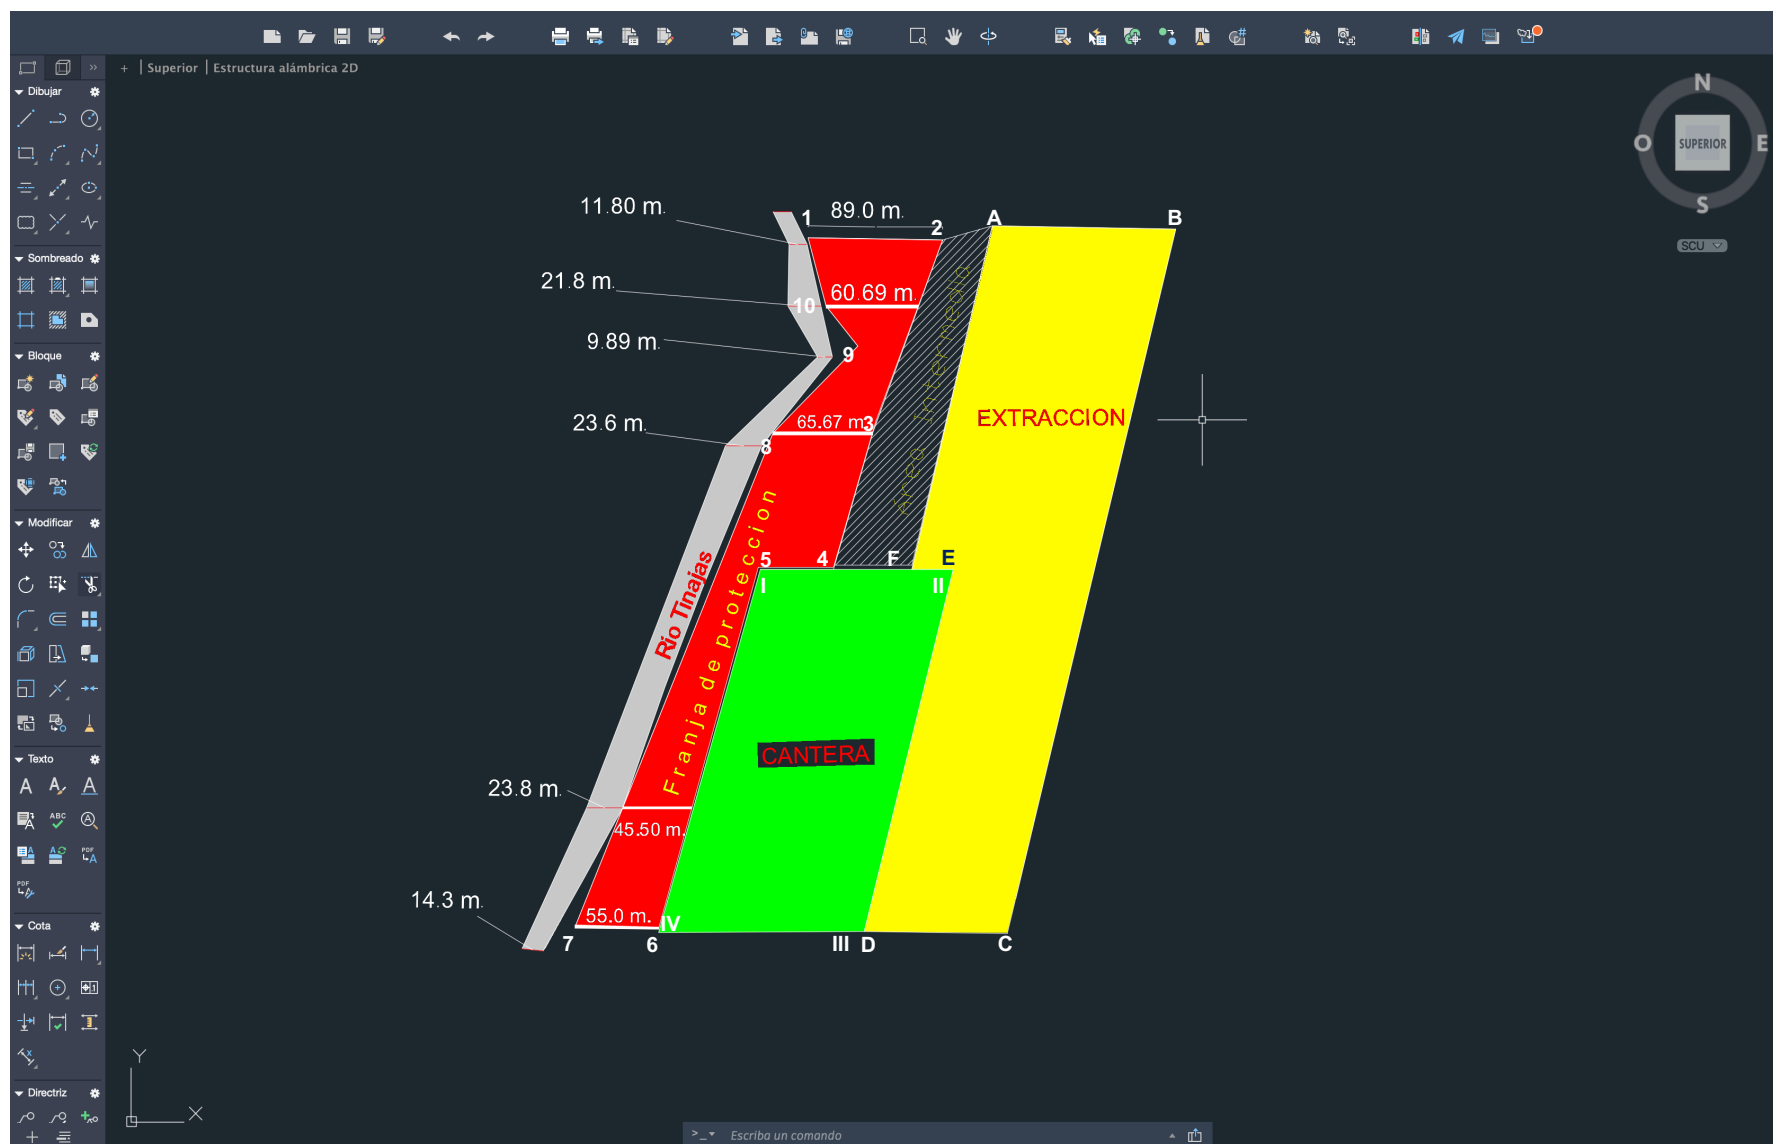 + | Superior | Estructura alámbrica 2D
N
O
SUPERIOR
E
S
SCU
Dibujar
Sombreado
Bloque
Modificar
Texto
Cota
Directriz
11.80 m.
1
89.0 m.
2
A
B
21.8 m.
10
60.69 m.
9.89 m.
9
23.6 m.
65.67 m.
3
8
EXTRACCION
Area Intermedia
Rio Tinajas
Franja de proteccion
5
4
F
E
I
II
CANTERA
23.8 m.
45.50 m.
14.3 m.
55.0 m.
IV
7
6
III
D
C
Y
X
>_
Escriba un comando